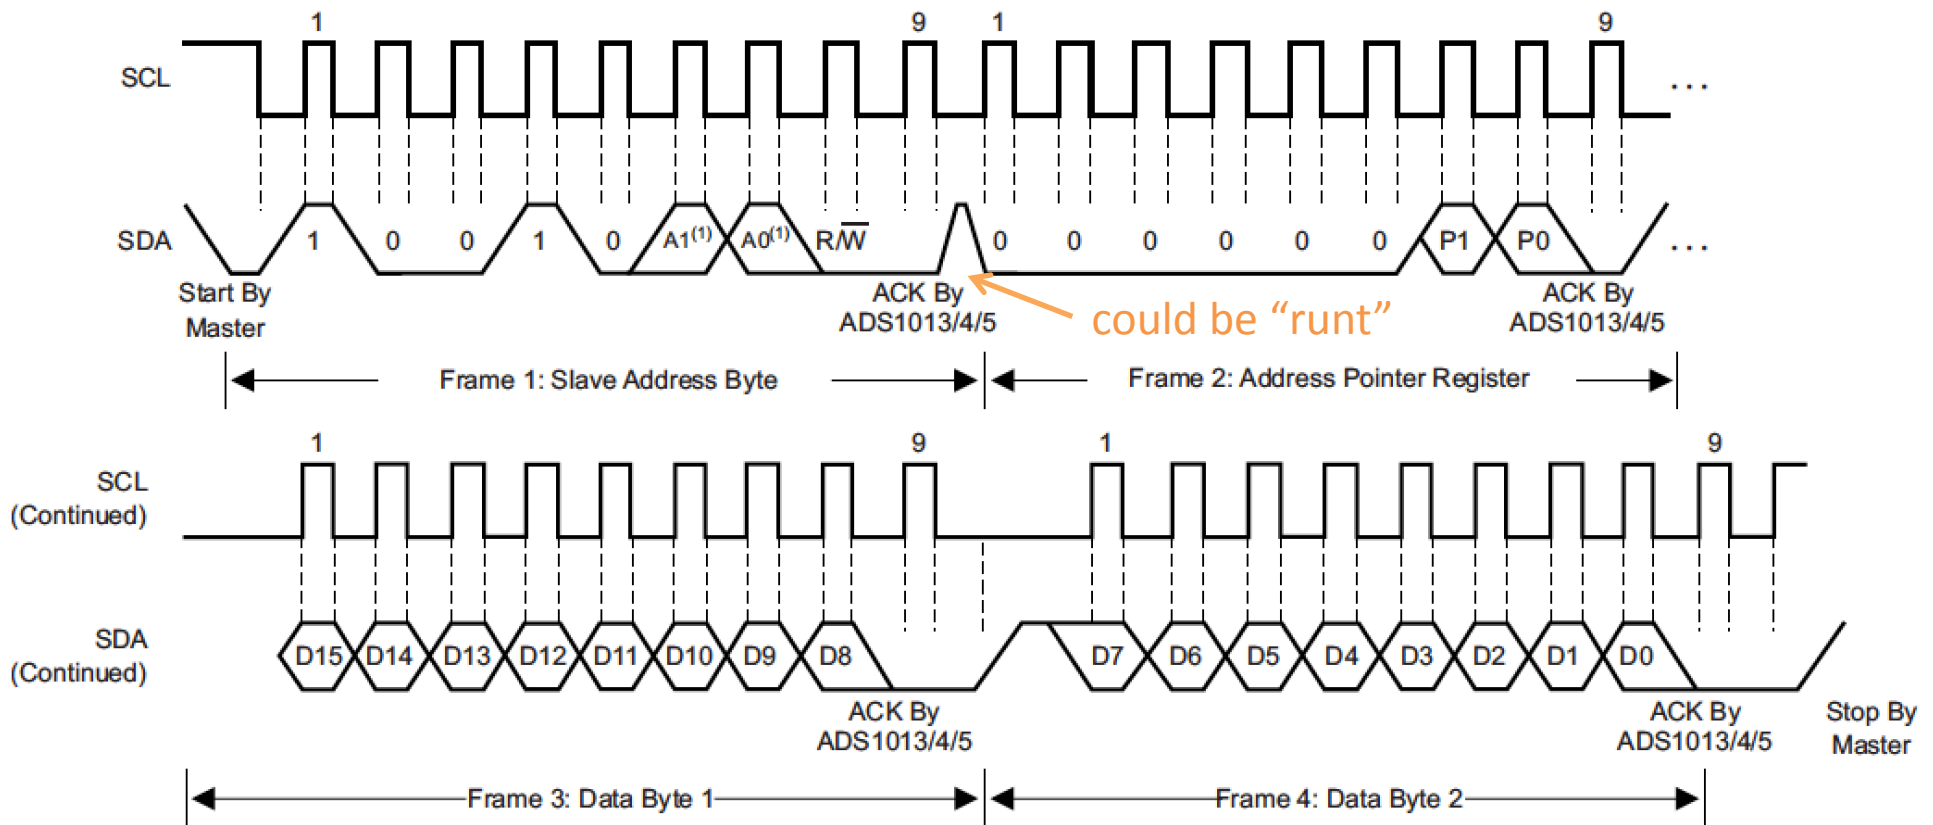 1 9 1 9
SCL ...
SDA 1 0 0 1 0 A1(1) A0(1) R/W 0 0 0 0 0 0 P1 P0 ...
Start By Master
ACK By ADS1013/4/5
could be “runt”
ACK By ADS1013/4/5
Frame 1: Slave Address Byte
Frame 2: Address Pointer Register
1 9 1 9
SCL
(Continued)
SDA
(Continued)
D15 D14 D13 D12 D11 D10 D9 D8 D7 D6 D5 D4 D3 D2 D1 D0
ACK By ADS1013/4/5
ACK By ADS1013/4/5
Stop By Master
Frame 3: Data Byte 1
Frame 4: Data Byte 2